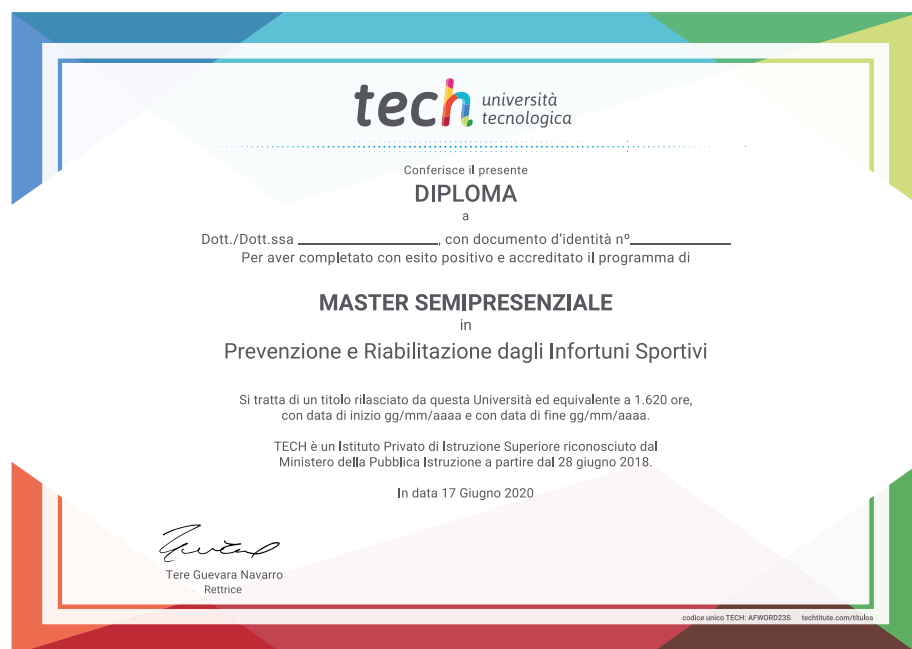 tech università
tecnologica
Conferisce il presente
DIPLOMA
a
Dott./Dott.ssa ____________________, con documento d'identità nº______________
Per aver completato con esito positivo e accreditato il programma di
MASTER SEMIPRESENZIALE
in
Prevenzione e Riabilitazione dagli Infortuni Sportivi
Si tratta di un titolo rilasciato da questa Università ed equivalente a 1.620 ore,
con data di inizio gg/mm/aaaa e con data di fine gg/mm/aaaa.
TECH è un Istituto Privato di Istruzione Superiore riconosciuto dal
Ministero della Pubblica Istruzione a partire dal 28 giugno 2018.
In data 17 Giugno 2020
Tere Guevara Navarro
Rettrice
codice unico TECH: AFWORD23S techtitute.com/titulos